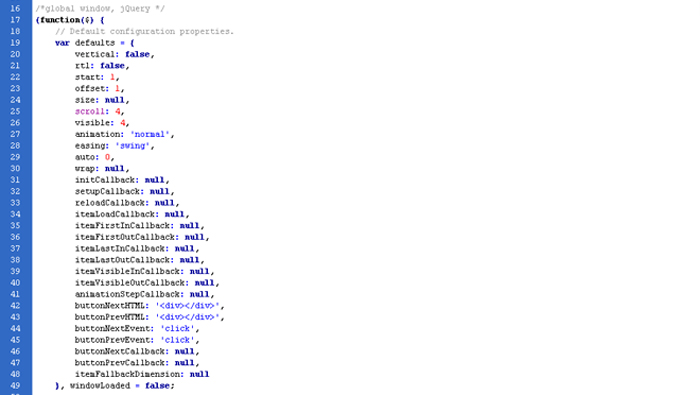 16 /*global window, jQuery */
17 (function($) {
18 // Default configuration properties.
19 var defaults = {
20 vertical: false,
21 rtl: false,
22 start: 1,
23 offset: 1,
24 size: null,
25 scroll: 4,
26 visible: 4,
27 animation: 'normal',
28 easing: 'swing',
29 auto: 0,
30 wrap: null,
31 initCallback: null,
32 setupCallback: null,
33 reloadCallback: null,
34 itemLoadCallback: null,
35 itemFirstInCallback: null,
36 itemFirstOutCallback: null,
37 itemLastInCallback: null,
38 itemLastOutCallback: null,
39 itemVisibleInCallback: null,
40 itemVisibleOutCallback: null,
41 animationStepCallback: null,
42 buttonNextHTML: '<div></div>',
43 buttonPrevHTML: '<div></div>',
44 buttonNextEvent: 'click',
45 buttonPrevEvent: 'click',
46 buttonNextCallback: null,
47 buttonPrevCallback: null,
48 itemFallbackDimension: null
49 }, windowLoaded = false;